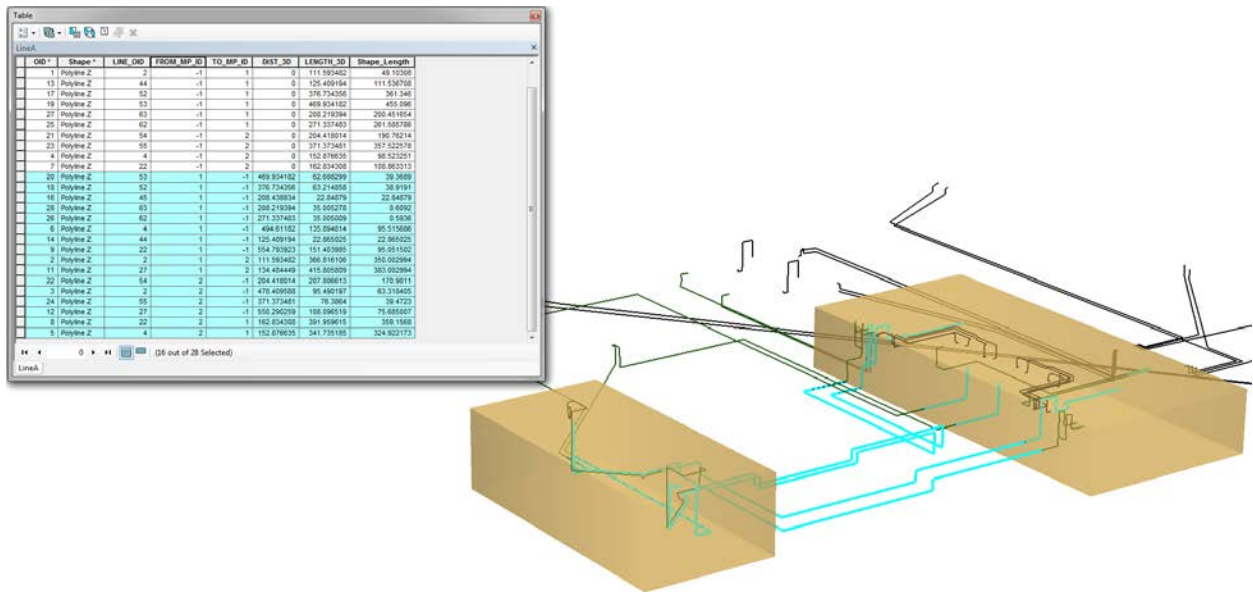 Table
LineA
OID * Shape * LINE_OID FROM_MP_ID TO_MP_ID DIST_3D LENGTH_3D Shape_Length
1 Polyline Z 2 -1 1 0 111.593482 49.10308
13 Polyline Z 44 -1 1 0 125.409194 111.536708
17 Polyline Z 52 -1 1 0 376.734356 361.346
19 Polyline Z 53 -1 1 0 469.934182 455.096
27 Polyline Z 63 -1 1 0 208.219394 200.451654
25 Polyline Z 62 -1 1 0 271.337483 261.585786
21 Polyline Z 54 -1 2 0 204.418014 190.76214
23 Polyline Z 55 -1 2 0 371.373481 357.522578
4 Polyline Z 4 -1 2 0 152.876635 98.523251
7 Polyline Z 22 -1 2 0 162.834308 108.863313
20 Polyline Z 53 1 -1 469.934182 62.688299 39.3689
18 Polyline Z 52 1 -1 376.734356 63.214858 38.9191
16 Polyline Z 45 1 -1 208.438834 22.84879 22.84879
28 Polyline Z 63 1 -1 208.219394 35.005278 0.6092
26 Polyline Z 62 1 -1 271.337483 35.005089 0.5936
6 Polyline Z 4 1 -1 494.61182 135.094814 95.515686
14 Polyline Z 44 1 -1 125.409194 22.865025 22.865025
9 Polyline Z 22 1 -1 554.793923 151.403985 95.051502
2 Polyline Z 2 1 2 111.593482 366.816106 350.002994
11 Polyline Z 27 1 2 134.484449 415.805809 383.002994
22 Polyline Z 54 2 -1 204.418014 207.806613 170.9811
3 Polyline Z 2 2 -1 478.409588 95.490197 63.318405
24 Polyline Z 55 2 -1 371.373481 76.3864 39.4723
12 Polyline Z 27 2 -1 550.290259 108.096519 75.685007
8 Polyline Z 22 2 1 162.834308 391.959615 359.1568
5 Polyline Z 4 2 1 152.876635 341.735185 324.922173
0 (16 out of 28 Selected)
LineA